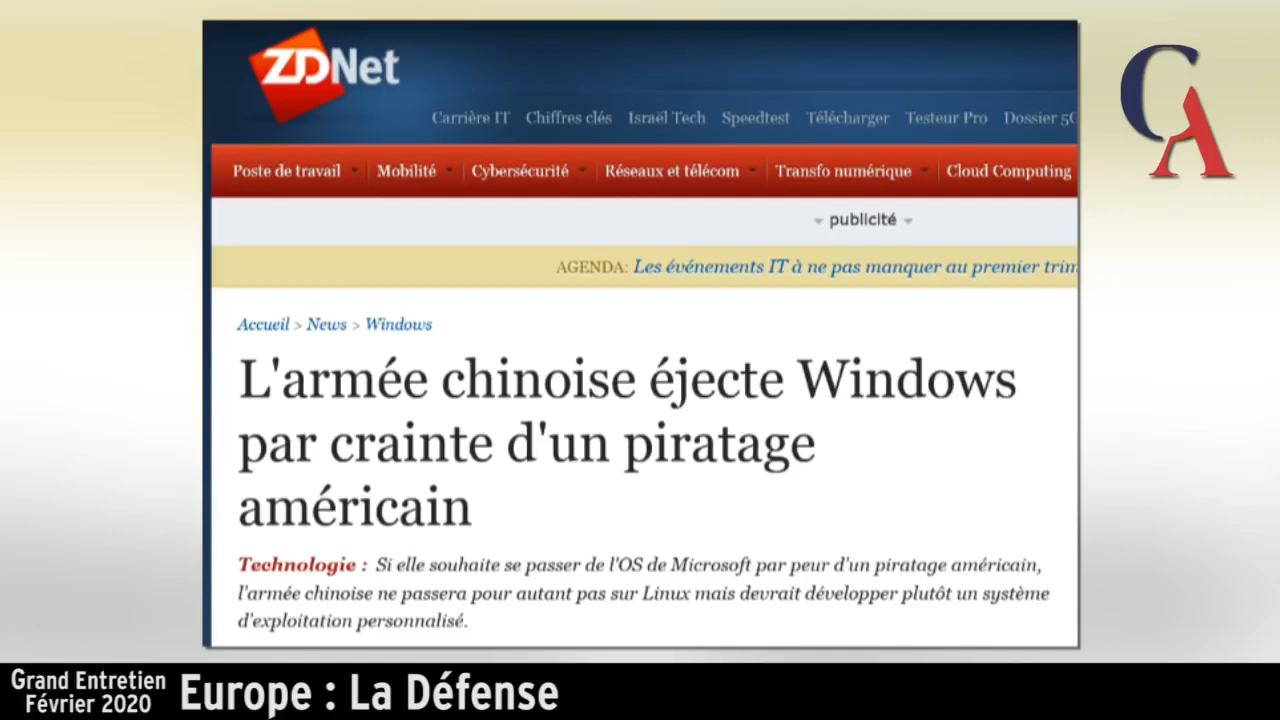 ZDNet
CA
Carrière IT Chiffres clés Israël Tech Speedtest Télécharger Testeur Pro Dossier 5G
Poste de travail Mobilité Cybersécurité Réseaux et télécom Transfo numérique Cloud Computing
publicité
AGENDA: Les événements IT à ne pas manquer au premier trim
Accueil > News > Windows
L'armée chinoise éjecte Windows
par crainte d'un piratage
américain
Technologie : Si elle souhaite se passer de l'OS de Microsoft par peur d'un piratage américain,
l'armée chinoise ne passera pour autant pas sur Linux mais devrait développer plutôt un système
d'exploitation personnalisé.
Grand Entretien
Février 2020
Europe : La Défense